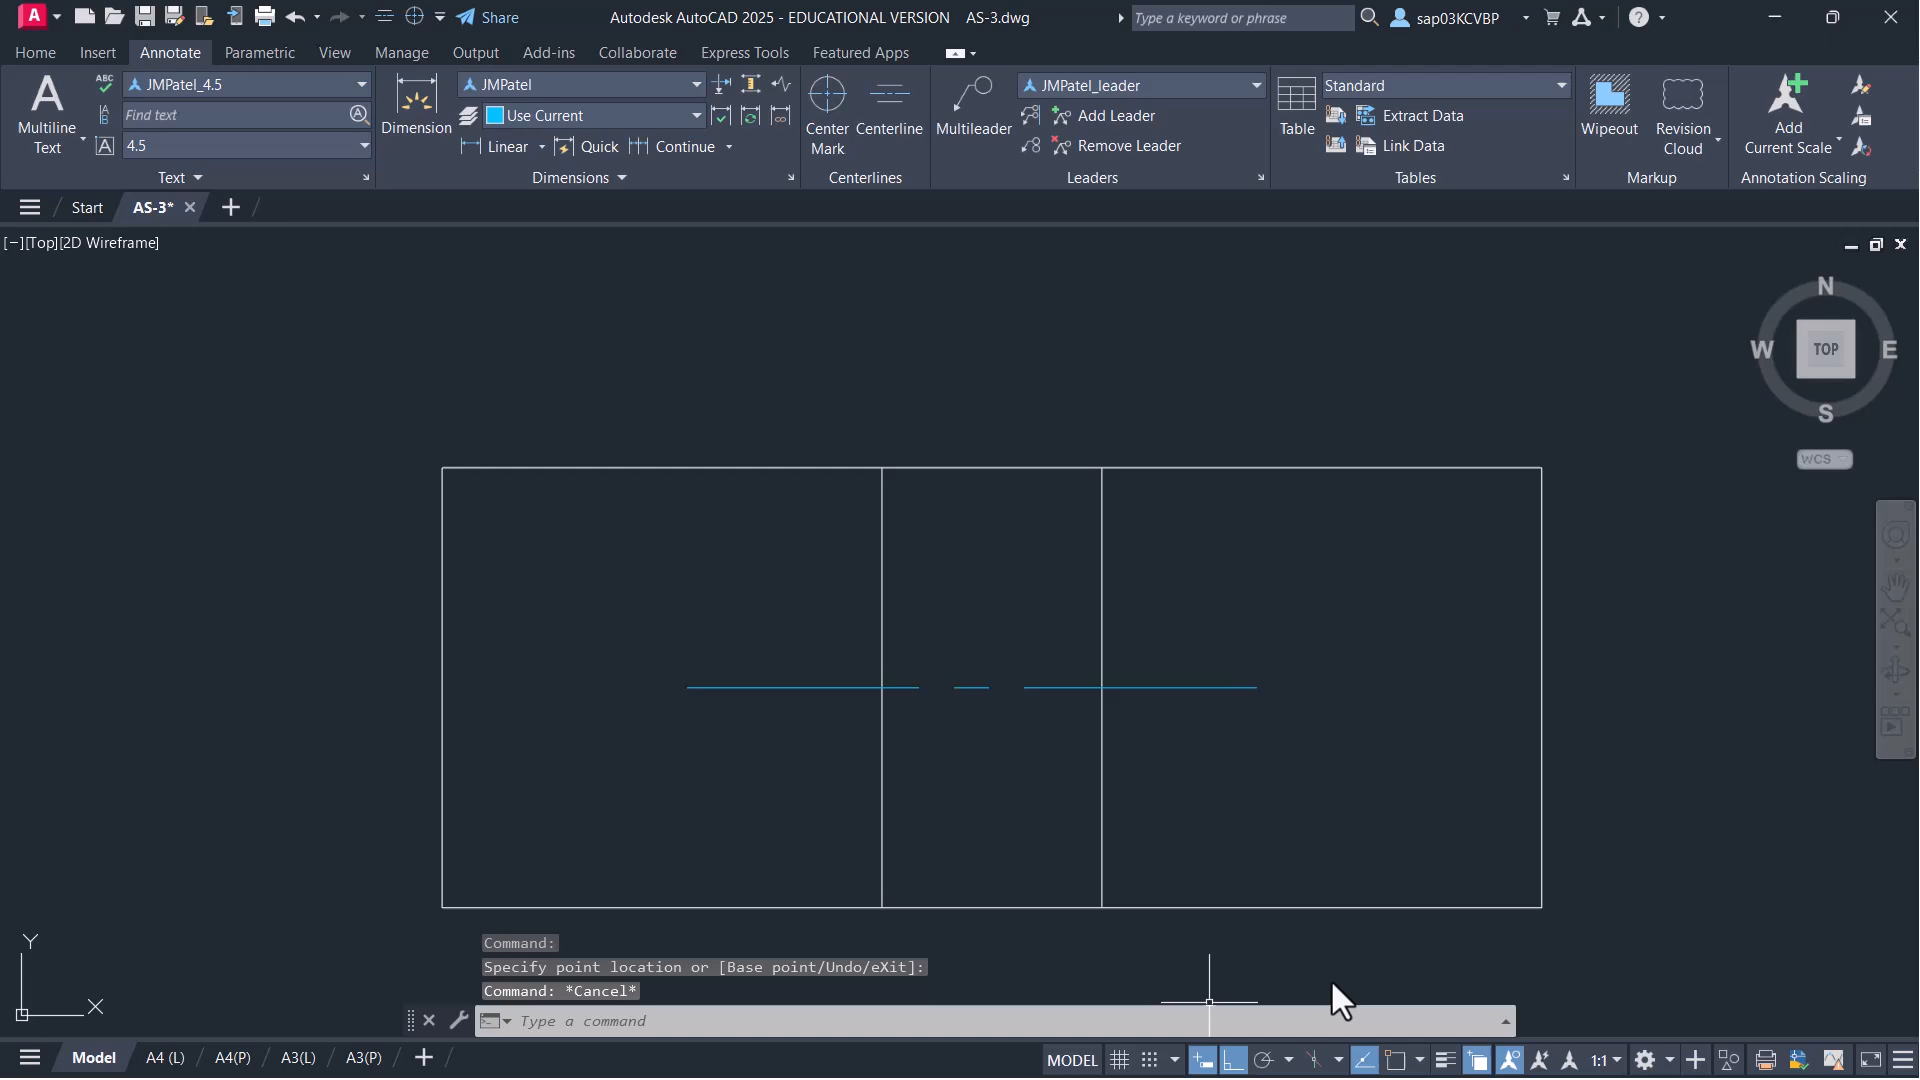 A
Share
Autodesk AutoCAD 2025 - EDUCATIONAL VERSION AS-3.dwg
Type a keyword or phrase
sap03KCVBP
Home Insert Annotate Parametric View Manage Output Add-ins Collaborate Express Tools Featured Apps
Multiline
Text
ABC
JMPatel_4.5
Find text
4.5
Text
Dimension
JMPatel
Use Current
Linear
Quick
Continue
Dimensions
Center
Mark
Centerline
Centerlines
Multileader
JMPatel_leader
Add Leader
Remove Leader
Leaders
Table
Standard
Extract Data
Link Data
Tables
Wipeout
Revision
Cloud
Markup
Add
Current Scale
Annotation Scaling
Start
AS-3*
[−][Top][2D Wireframe]
N
W
TOP
E
S
WCS
Y
X
Command:
Specify point location or [Base point/Undo/eXit]:
Command: *Cancel*
Type a command
Model A4 (L) A4(P) A3(L) A3(P)
MODEL
1:1